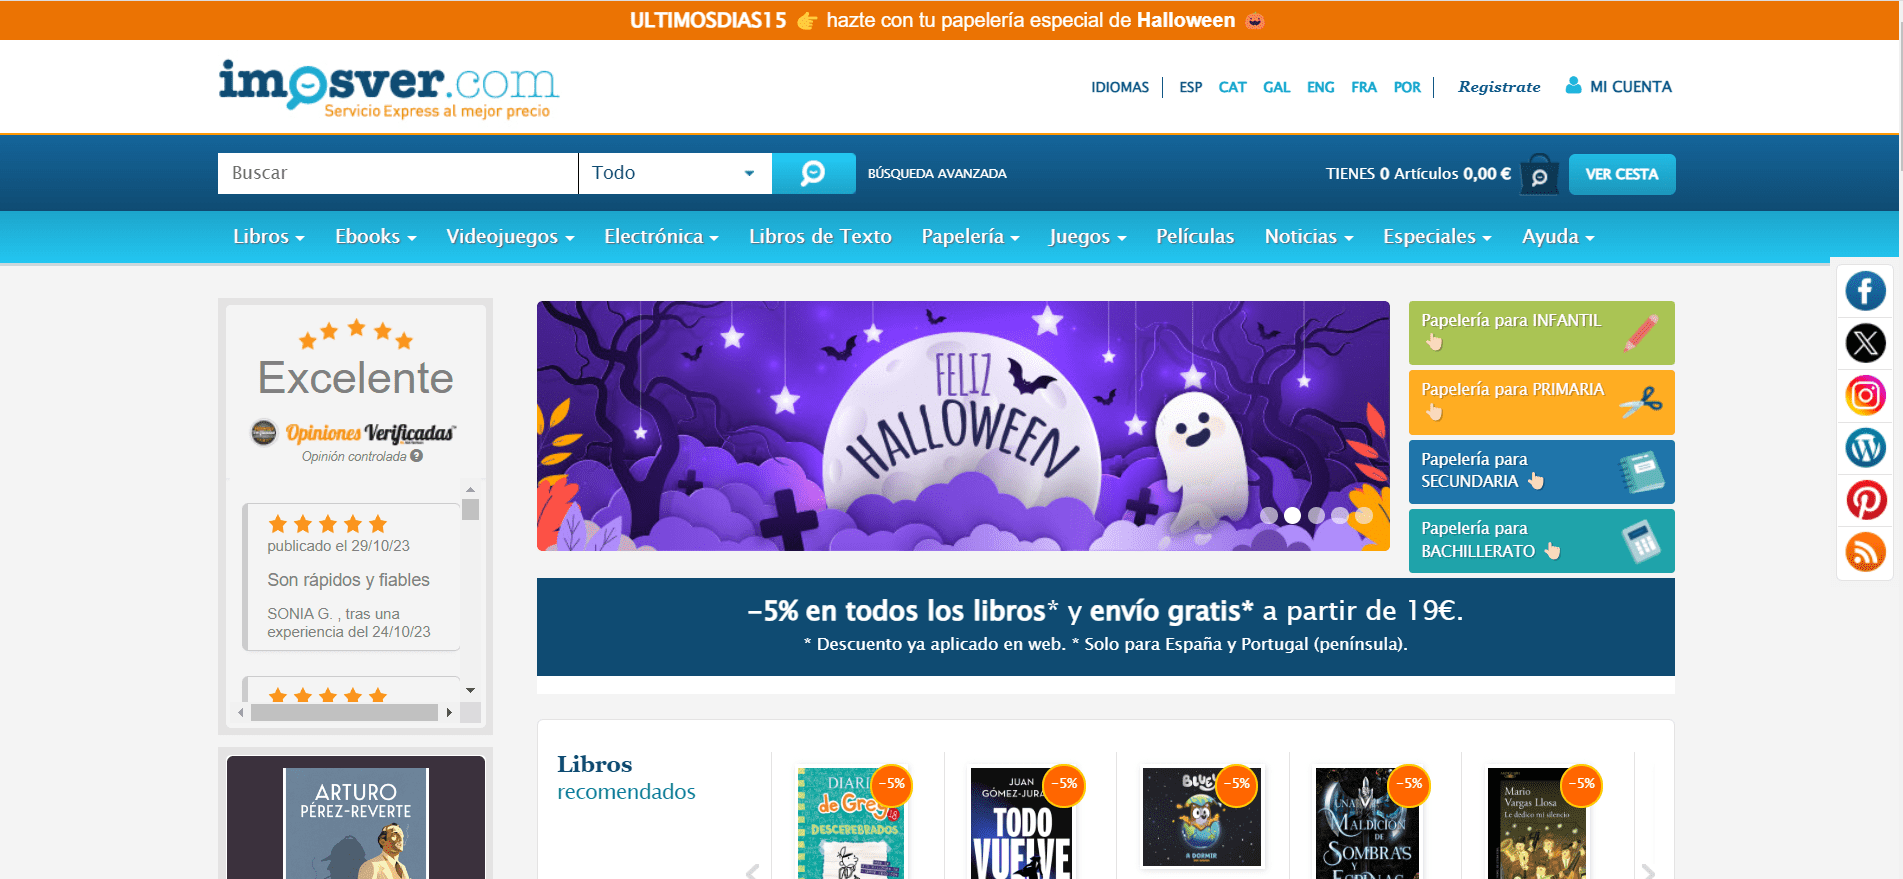 ULTIMOSDIAS15 👉 hazte con tu papelería especial de Halloween 🎃
imosver.com
Servicio Express al mejor precio
IDIOMAS ESP CAT GAL ENG FRA POR Registrate MI CUENTA
Buscar Todo BÚSQUEDA AVANZADA TIENES 0 Artículos 0,00 € VER CESTA
Libros Ebooks Videojuegos Electrónica Libros de Texto Papelería Juegos Películas Noticias Especiales Ayuda
Excelente
Opiniones Verificadas
Opinión controlada
publicado el 29/10/23
Son rápidos y fiables
SONIA G. , tras una
experiencia del 24/10/23
FELIZ
HALLOWEEN
Papelería para INFANTIL
Papelería para PRIMARIA
Papelería para
SECUNDARIA
Papelería para
BACHILLERATO
-5% en todos los libros* y envío gratis* a partir de 19€.
* Descuento ya aplicado en web. * Solo para España y Portugal (península).
ARTURO
PÉREZ-REVERTE
Libros
recomendados
-5%
DIARI
de Greg
18
DESCEREBRADOS
-5%
JUAN
GÓMEZ-JURA
TODO
VUELVE
-5%
BLUEY
A DORMIR
-5%
UNA
MALDICIÓN
DE
SOMBRAS
Y
ESPINAS
-5%
Mario
Vargas Llosa
Le dedico mi silencio